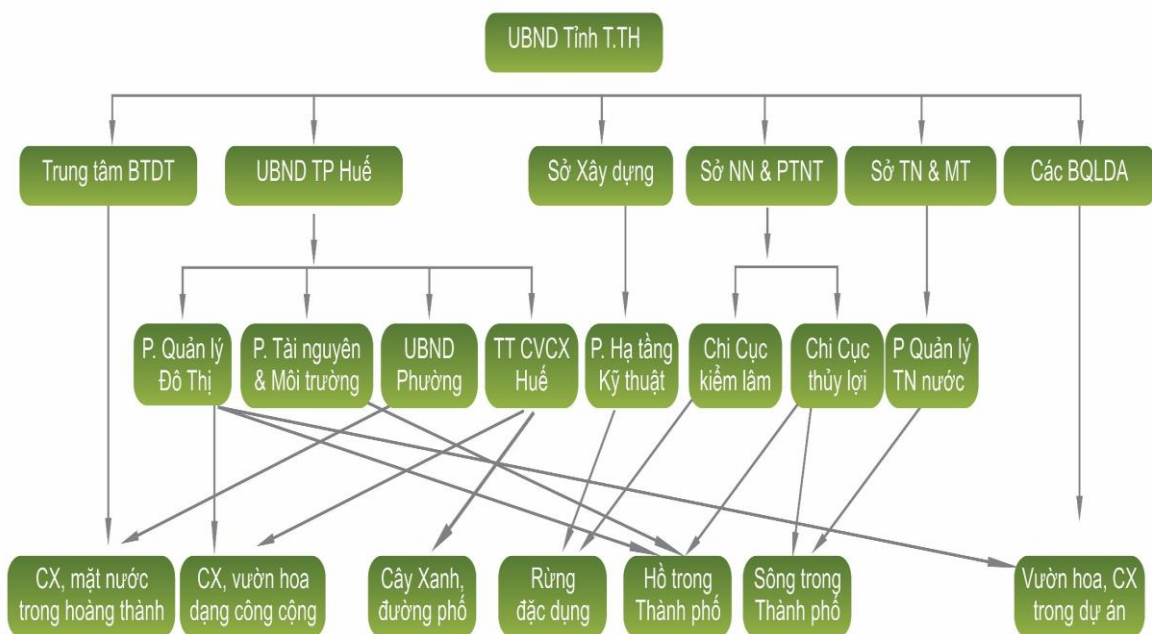 UBND Tỉnh T.TH
Trung tâm BTDT
UBND TP Huế
Sở Xây dựng
Sở NN & PTNT
Sở TN & MT
Các BQLDA
P. Quản lý
Đô Thị
P. Tài nguyên
& Môi trường
UBND
Phường
TT CVCX
Huế
P. Hạ tầng
Kỹ thuật
Chi Cục
kiểm lâm
Chi Cục
thủy lợi
P Quản lý
TN nước
CX, mặt nước
trong hoàng thành
CX, vườn hoa
dạng công cộng
Cây Xanh,
đường phố
Rừng
đặc dụng
Hồ trong
Thành phố
Sông trong
Thành phố
Vườn hoa, CX
trong dự án